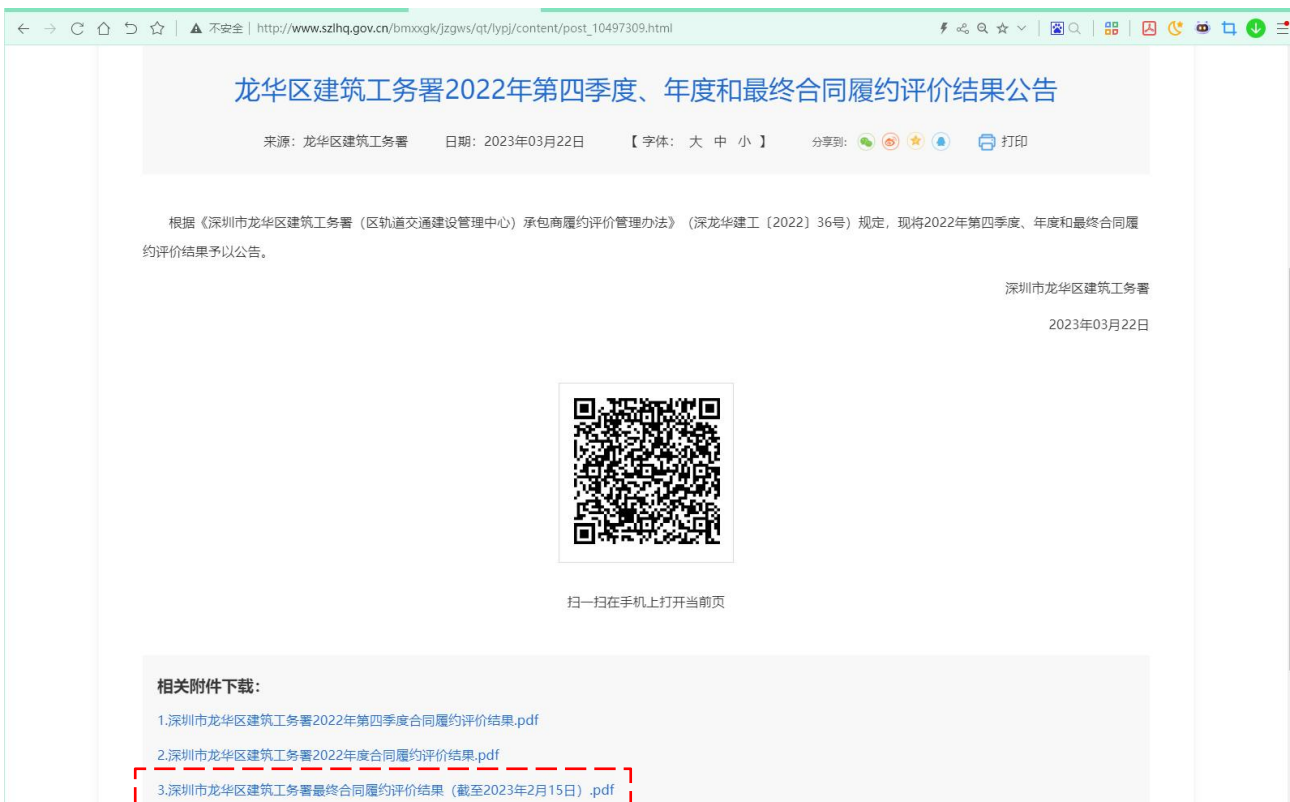 不安全 | http://www.szlhq.gov.cn/bmxxgk/jzgws/qt/lypj/content/post_10497309.html
龙华区建筑工务署2022年第四季度、年度和最终合同履约评价结果公告
来源：龙华区建筑工务署 日期：2023年03月22日 【 字体： 大 中 小 】 分享到： 打印
根据《深圳市龙华区建筑工务署（区轨道交通建设管理中心）承包商履约评价管理办法》（深龙华建工〔2022〕36号）规定，现将2022年第四季度、年度和最终合同履
约评价结果予以公告。
深圳市龙华区建筑工务署
2023年03月22日
扫一扫在手机上打开当前页
相关附件下载：
1.深圳市龙华区建筑工务署2022年第四季度合同履约评价结果.pdf
2.深圳市龙华区建筑工务署2022年度合同履约评价结果.pdf
3.深圳市龙华区建筑工务署最终合同履约评价结果（截至2023年2月15日）.pdf